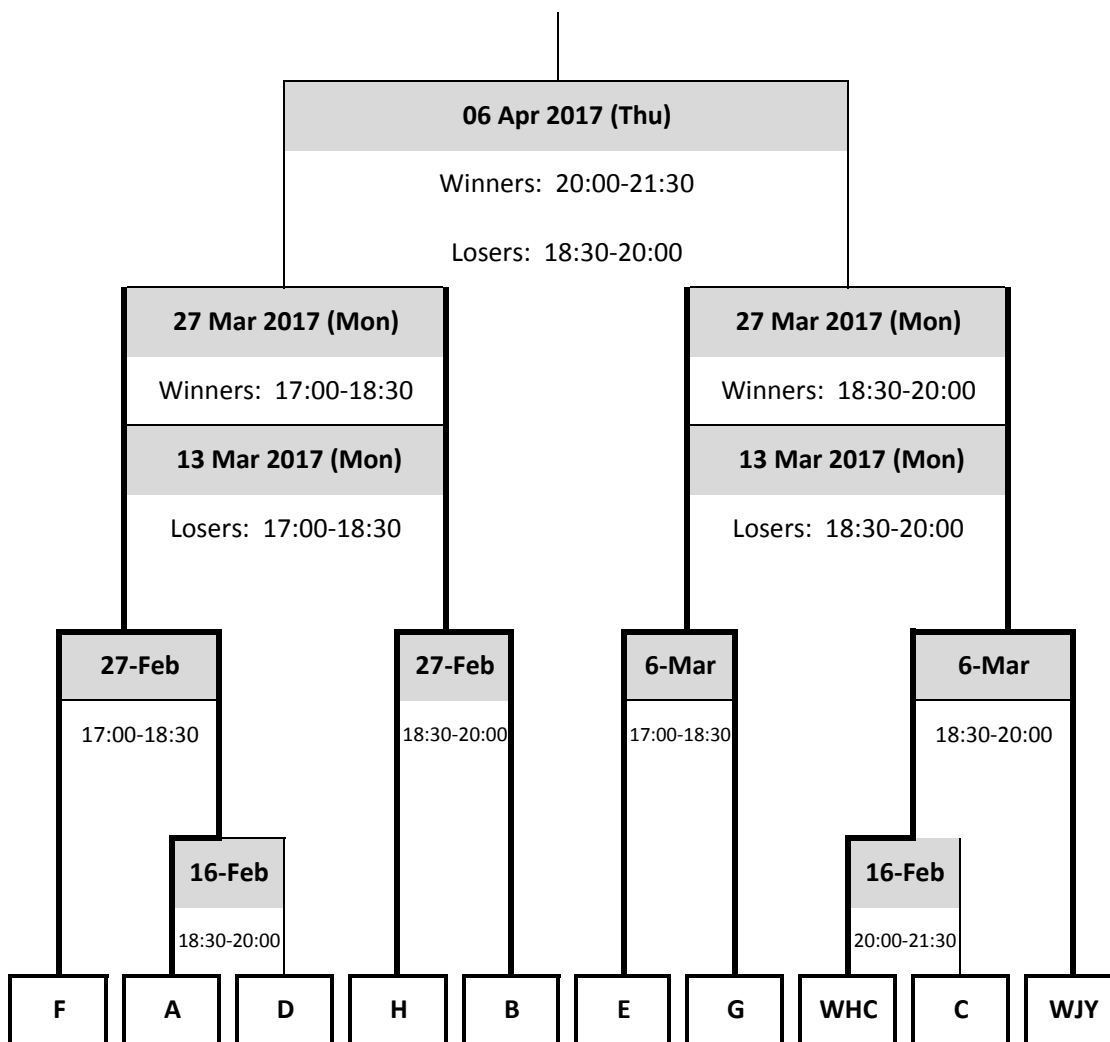 06 Apr 2017 (Thu)
Winners: 20:00-21:30
Losers: 18:30-20:00
27 Mar 2017 (Mon)
27 Mar 2017 (Mon)
Winners: 17:00-18:30
Winners: 18:30-20:00
13 Mar 2017 (Mon)
13 Mar 2017 (Mon)
Losers: 17:00-18:30
Losers: 18:30-20:00
27-Feb
27-Feb
6-Mar
6-Mar
17:00-18:30
18:30-20:00
17:00-18:30
18:30-20:00
16-Feb
16-Feb
18:30-20:00
20:00-21:30
F
A
D
H
B
E
G
WHC
C
WJY